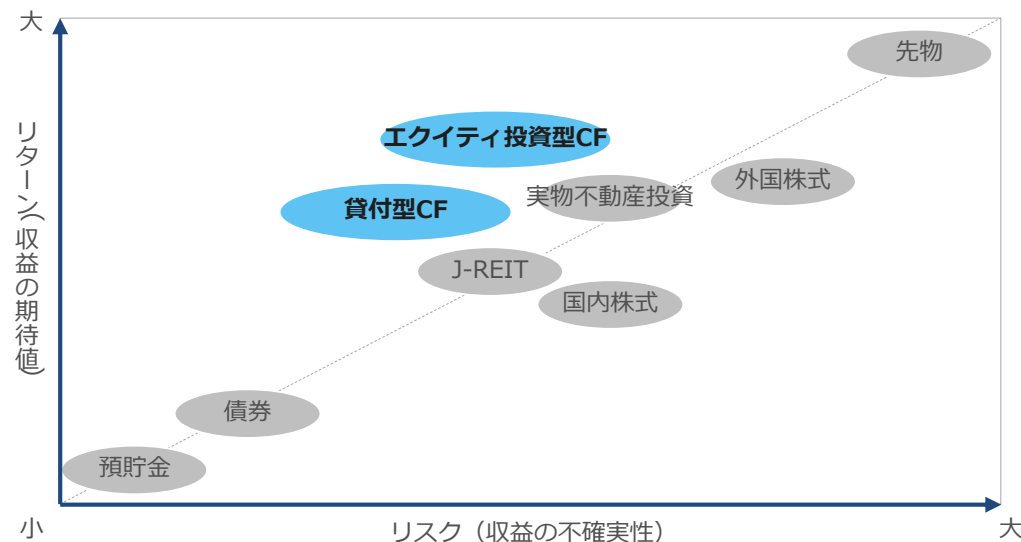 大
先物
エクイティ投資型CF
外国株式
実物不動産投資
貸付型CF
J-REIT
国内株式
リターン(収益の期待値)
債券
預貯金
小
リスク（収益の不確実性）
大